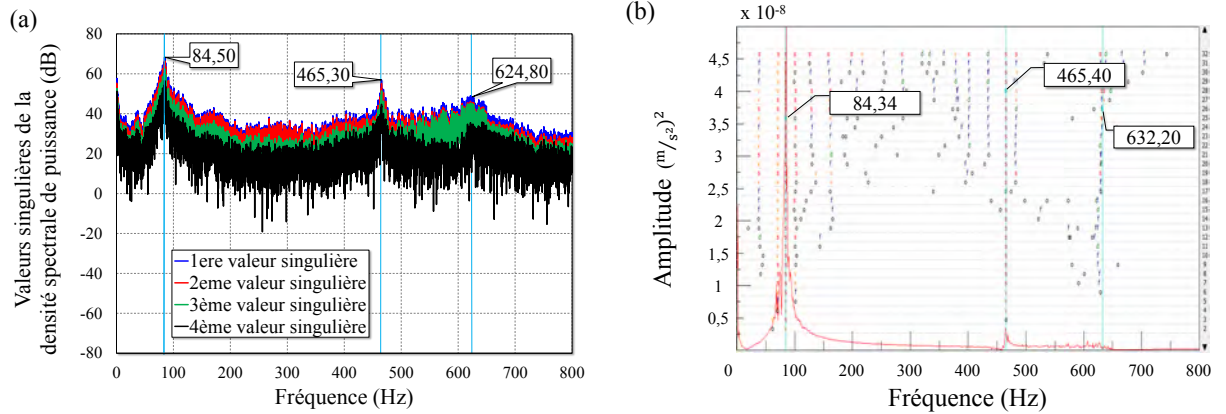 (a)
Valeurs singulières de la
densité spectrale de puissance (dB)
80
60
40
20
0
-20
-40
-60
-80
84,50
465,30
624,80
1ere valeur singulière
2eme valeur singulière
3ème valeur singulière
4ème valeur singulière
0 100 200 300 400 500 600 700 800
Fréquence (Hz)
(b)
x 10-8
Amplitude (m/s²)²
4.5
4
3.5
3
2.5
2
1.5
1
0,5
84,34
465,40
632,20
0 100 200 300 400 500 600 700 800
Fréquence (Hz)